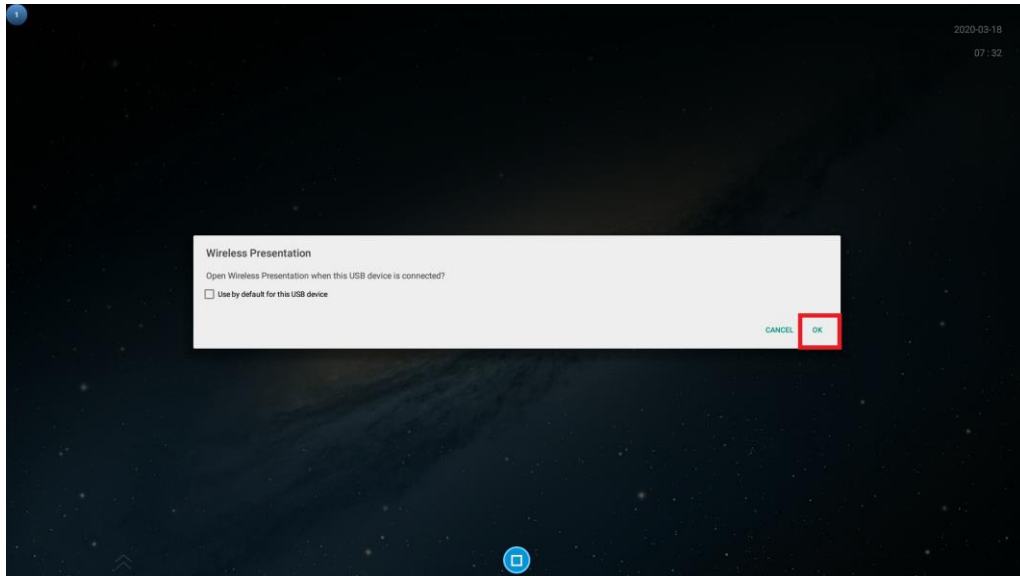 1
2020-03-18
07 : 32
Wireless Presentation
Open Wireless Presentation when this USB device is connected?
Use by default for this USB device
CANCEL OK